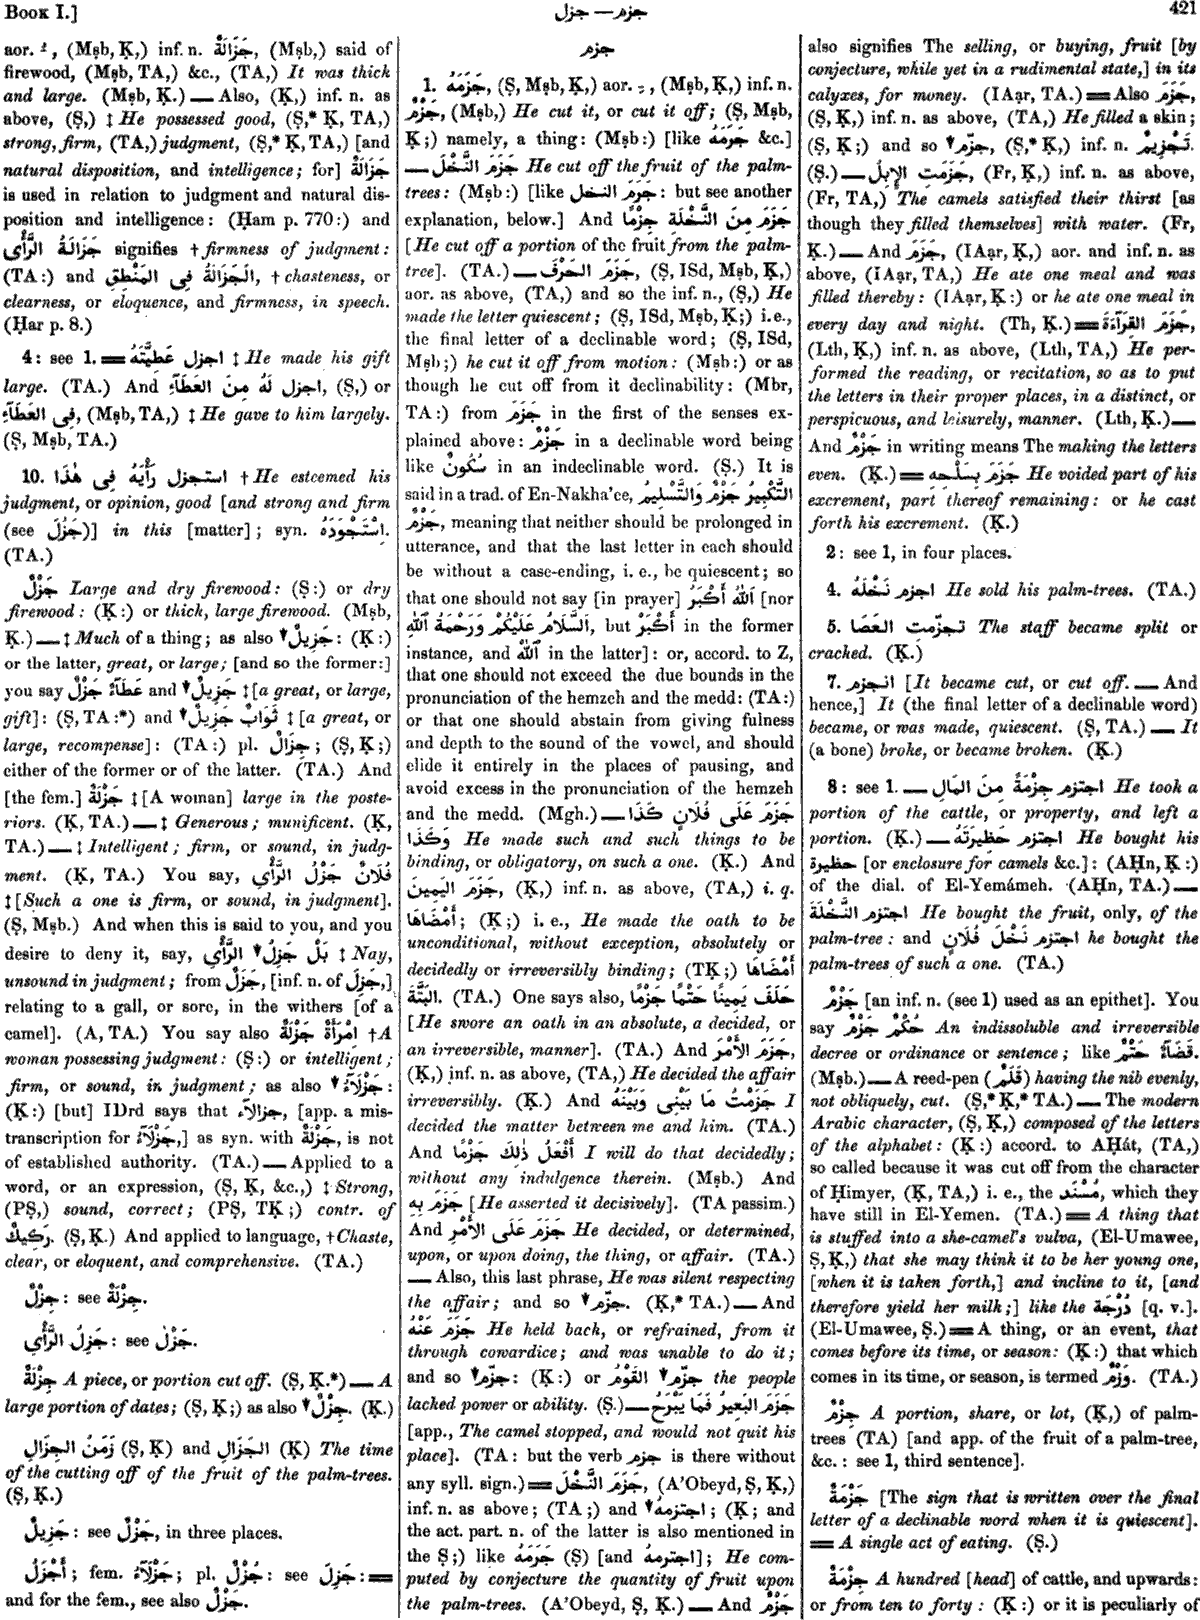 Book I.]
جزل — جزم
421
aor. ـُ, (Mṣb, Ḳ,) inf. n. جَزَالَةٌ, (Mṣb,) said of
firewood, (Mṣb, TA,) &c., (TA,) It was thick
and large. (Mṣb, Ḳ.) — Also, (Ḳ,) inf. n. as
above, (Ṣ,) ‡ He possessed good, (Ṣ,* Ḳ, TA,)
strong, firm, (TA,) judgment, (Ṣ,* Ḳ, TA,) [and
natural disposition, and intelligence; for] جَزَالَةٌ
is used in relation to judgment and natural dis-
position and intelligence: (Ḥam p. 770:) and
جَزَالَةُ الرَّأْىِ signifies † firmness of judgment:
(TA:) and الجَزَالَةُ فِى المَنْطِقِ, † chasteness, or
clearness, or eloquence, and firmness, in speech.
(Ḥar p. 8.)
4: see 1. ══ اجزل عَطِيَّتَهُ ‡ He made his gift
large. (TA.) And اجزل لَهُ مِنَ العَطَآءِ, (Ṣ,) or
فِى العَطَآءِ, (Mṣb, TA,) ‡ He gave to him largely.
(Ṣ, Mṣb, TA.)
10. استجزل رَأْيَهُ فِى هٰذَا † He esteemed his
judgment, or opinion, good [and strong and firm
(see جَزُلَ)] in this [matter]; syn. اِسْتَجْوَدَهُ.
(TA.)
جَزْلٌ Large and dry firewood: (Ṣ:) or dry
firewood: (Ḳ:) or thick, large firewood. (Mṣb,
Ḳ.) — ‡ Much of a thing; as also ▼ جَزِيلٌ: (Ḳ:)
or the latter, great, or large; [and so the former:]
you say عَطَآءٌ جَزْلٌ and ▼ جَزِيلٌ ‡ [a great, or large,
gift]: (Ṣ, TA:*) and ثَوَابٌ جَزِيلٌ ▼ ‡ [a great, or
large, recompense]: (TA:) pl. جِزَالٌ; (Ṣ, Ḳ;)
either of the former or of the latter. (TA.) And
[the fem.] جَزْلَةٌ ‡ [A woman] large in the poste-
riors. (Ḳ, TA.) — ‡ Generous; munificent. (Ḳ,
TA.) — ‡ Intelligent; firm, or sound, in judg-
ment. (Ḳ, TA.) You say, فُلَانٌ جَزْلُ الرَّأْىِ
‡ [Such a one is firm, or sound, in judgment].
(Ṣ, Mṣb.) And when this is said to you, and you
desire to deny it, say, بَلْ جَزِلُ ▼ الرَّأْىِ ‡ Nay,
unsound in judgment; from جَزَلٌ, [inf. n. of جَزِلَ,]
relating to a gall, or sore, in the withers [of a
camel]. (A, TA.) You say also امْرَأَةٌ جَزْلَةٌ † A
woman possessing judgment: (Ṣ:) or intelligent;
firm, or sound, in judgment; as also ▼ جَزْلَآءُ:
(Ḳ:) [but] IDrd says that جزالآء, [app. a mis-
transcription for جَزْلَآءُ,] as syn. with جَزْلَةٌ, is not
of established authority. (TA.) — Applied to a
word, or an expression, (Ṣ, Ḳ, &c.,) ‡ Strong,
(PṢ,) sound, correct; (PṢ, TḲ;) contr. of
رَكِيكٌ. (Ṣ, Ḳ.) And applied to language, † Chaste,
clear, or eloquent, and comprehensive. (TA.)
جِزْلٌ: see جِزْلَةٌ.
جَزِلُ الرَّأْىِ: see جَزْلٌ.
جِزْلَةٌ A piece, or portion cut off. (Ṣ, Ḳ.*) — A
large portion of dates; (Ṣ, Ḳ;) as also ▼ جِزْلٌ. (Ḳ.)
زَمَنُ الجِزَالِ (Ṣ, Ḳ) and الجَزَالِ (Ḳ) The time
of the cutting off of the fruit of the palm-trees.
(Ṣ, Ḳ.)
جَزِيلٌ: see جَزْلٌ, in three places.
أَجْزَلُ; fem. جَزْلَآءُ; pl. جُزْلٌ: see جَزِلَ: ══
and for the fem., see also جَزْلٌ.
جزم
1. جَزَمَهُ, (Ṣ, Mṣb, Ḳ,) aor. ـِ, (Mṣb, Ḳ,) inf. n.
جَزْمٌ, (Mṣb,) He cut it, or cut it off; (Ṣ, Mṣb,
Ḳ;) namely, a thing: (Mṣb:) [like جَرَمَهُ &c.]
— جَزَمَ النَّخْلَ He cut off the fruit of the palm-
trees: (Mṣb:) [like جَرَمَ النخل: but see another
explanation, below.] And جَزَمَ مِنَ النَّخْلَةِ جِزْمًا
[He cut off a portion of the fruit from the palm-
tree]. (TA.) — جَزَمَ الحَرْفَ, (Ṣ, ISd, Mṣb, Ḳ,)
aor. as above, (TA,) and so the inf. n., (Ṣ,) He
made the letter quiescent; (Ṣ, ISd, Mṣb, Ḳ;) i.e.,
the final letter of a declinable word; (Ṣ, ISd,
Mṣb;) he cut it off from motion: (Mṣb:) or as
though he cut off from it declinability: (Mbr,
TA:) from جَزَمَ in the first of the senses ex-
plained above: جَزْمٌ in a declinable word being
like سُكُونٌ in an indeclinable word. (Ṣ.) It is
said in a trad. of En-Nakha'ee, التَّكْبِيرُ جَزْمٌ وَالتَّسْلِيمُ
جَزْمٌ, meaning that neither should be prolonged in
utterance, and that the last letter in each should
be without a case-ending, i. e., be quiescent; so
that one should not say [in prayer] اَللّٰهُ أَكْبَرُ [nor
اَلسَّلَامُ عَلَيْكُمْ وَرَحْمَةُ ٱللّٰهِ, but أَكْبَرْ in the former
instance, and ٱللّٰهْ in the latter]: or, accord. to Z,
that one should not exceed the due bounds in the
pronunciation of the hemzeh and the medd: (TA:)
or that one should abstain from giving fulness
and depth to the sound of the vowel, and should
elide it entirely in the places of pausing, and
avoid excess in the pronunciation of the hemzeh
and the medd. (Mgh.) — جَزَمَ عَلَى فُلَانٍ كَذَا
وَكَذَا He made such and such things to be
binding, or obligatory, on such a one. (Ḳ.) And
جَزَمَ اليَمِينَ, (Ḳ,) inf. n. as above, (TA,) i. q.
أَمْضَاهَا; (Ḳ;) i. e., He made the oath to be
unconditional, without exception, absolutely or
decidedly or irreversibly binding; (TḲ;) أَمْضَاهَا
البَتَّةَ. (TA.) One says also, حَلَفَ يَمِينًا حَتْمًا جَزْمًا
[He swore an oath in an absolute, a decided, or
an irreversible, manner]. (TA.) And جَزَمَ الأَمْرَ,
(Ḳ,) inf. n. as above, (TA,) He decided the affair
irreversibly. (Ḳ.) And جَزَمْتُ مَا بَيْنِى وَبَيْنَهُ I
decided the matter between me and him. (TA.)
And أَفْعَلُ ذٰلِكَ جَزْمًا I will do that decidedly;
without any indulgence therein. (Mṣb.) And
جَزَمَ بِهِ [He asserted it decisively]. (TA passim.)
And جَزَمَ عَلَى الأَمْرِ He decided, or determined,
upon, or upon doing, the thing, or affair. (TA.)
— Also, this last phrase, He was silent respecting
the affair; and so ▼ جزّم. (Ḳ,* TA.) — And
جَزَمَ عَنْهُ He held back, or refrained, from it
through cowardice; and was unable to do it;
and so ▼ جزّم: (Ḳ:) or جزّم ▼ القَوْمُ the people
lacked power or ability. (Ṣ.) — جَزَمَ البَعِيرُ فَمَا يَبْرَحُ
[app., The camel stopped, and would not quit his
place]. (TA: but the verb جزم is there without
any syll. sign.) ══ جَزَمَ النَّخْلَ, (A'Obeyd, Ṣ, Ḳ,)
inf. n. as above; (TA;) and ▼ اجتزمهُ; (Ḳ; and
the act. part. n. of the latter is also mentioned in
the Ṣ;) like جَرَمَهُ (Ṣ) [and اجترمهُ]; He com-
puted by conjecture the quantity of fruit upon
the palm-trees. (A'Obeyd, Ṣ, Ḳ.) — And جَزْمٌ
also signifies The selling, or buying, fruit [by
conjecture, while yet in a rudimental state,] in its
calyxes, for money. (IAạr, TA.) ══ Also جَزَمَ,
(Ṣ, Ḳ,) inf. n. as above, (TA,) He filled a skin;
(Ṣ, Ḳ;) and so ▼ جزّم, (Ṣ,* Ḳ,) inf. n. تَجْزِيمٌ.
(Ṣ.) — جَزَمَتِ الإِبِلُ, (Fr, Ḳ,) inf. n. as above,
(Fr, TA,) The camels satisfied their thirst [as
though they filled themselves] with water. (Fr,
Ḳ.) — And جَزَمَ, (IAạr, Ḳ,) aor. and inf. n. as
above, (IAạr, TA,) He ate one meal and was
filled thereby: (IAạr, Ḳ:) or he ate one meal in
every day and night. (Th, Ḳ.) ══ جَزَمَ القِرَآءَةَ,
(Lth, Ḳ,) inf. n. as above, (Lth, TA,) He per-
formed the reading, or recitation, so as to put
the letters in their proper places, in a distinct, or
perspicuous, and leisurely, manner. (Lth, Ḳ.) —
And جَزْمٌ in writing means The making the letters
even. (Ḳ.) ══ جَزَمَ بِسَلْحِهِ He voided part of his
excrement, part thereof remaining: or he cast
forth his excrement. (Ḳ.)
2: see 1, in four places.
4. اجزم نَخْلَهُ He sold his palm-trees. (TA.)
5. تجزّمتِ العَصَا The staff became split or
cracked. (Ḳ.)
7. انجزم [It became cut, or cut off. — And
hence,] It (the final letter of a declinable word)
became, or was made, quiescent. (Ṣ, TA.) — It
(a bone) broke, or became broken. (Ḳ.)
8: see 1. — اجتزم جِزْمَةً مِنَ المَالِ He took a
portion of the cattle, or property, and left a
portion. (Ḳ.) — اجتزم حَظِيرَتَهُ He bought his
حظيرة [or enclosure for camels &c.]: (AḤn, Ḳ:)
of the dial. of El-Yemámeh. (AḤn, TA.) —
اجتزم النَّخْلَةَ He bought the fruit, only, of the
palm-tree: and اجتزم نَخْلَ فُلَانٍ he bought the
palm-trees of such a one. (TA.)
جَزْمٌ [an inf. n. (see 1) used as an epithet]. You
say حُكْمٌ جَزْمٌ An indissoluble and irreversible
decree or ordinance or sentence; like قَضَآءٌ حَتْمٌ.
(Mṣb.) — A reed-pen (قَلَمٌ) having the nib evenly,
not obliquely, cut. (Ṣ,* Ḳ,* TA.) — The modern
Arabic character, (Ṣ, Ḳ,) composed of the letters
of the alphabet: (Ḳ:) accord. to AḤát, (TA,)
so called because it was cut off from the character
of Ḥimyer, (Ḳ, TA,) i. e., the مُسْنَد, which they
have still in El-Yemen. (TA.) ══ A thing that
is stuffed into a she-camel's vulva, (El-Umawee,
Ṣ, Ḳ,) that she may think it to be her young one,
[when it is taken forth,] and incline to it, [and
therefore yield her milk;] like the دُرْجَة [q. v.].
(El-Umawee, Ṣ.) ══ A thing, or an event, that
comes before its time, or season: (Ḳ:) that which
comes in its time, or season, is termed وَزْمٌ. (TA.)
جِزْمٌ A portion, share, or lot, (Ḳ,) of palm-
trees (TA) [and app. of the fruit of a palm-tree,
&c.: see 1, third sentence].
جَزْمَةٌ [The sign that is written over the final
letter of a declinable word when it is quiescent].
══ A single act of eating. (Ṣ.)
جِزْمَةٌ A hundred [head] of cattle, and upwards:
or from ten to forty: (Ḳ:) or it is peculiarly of